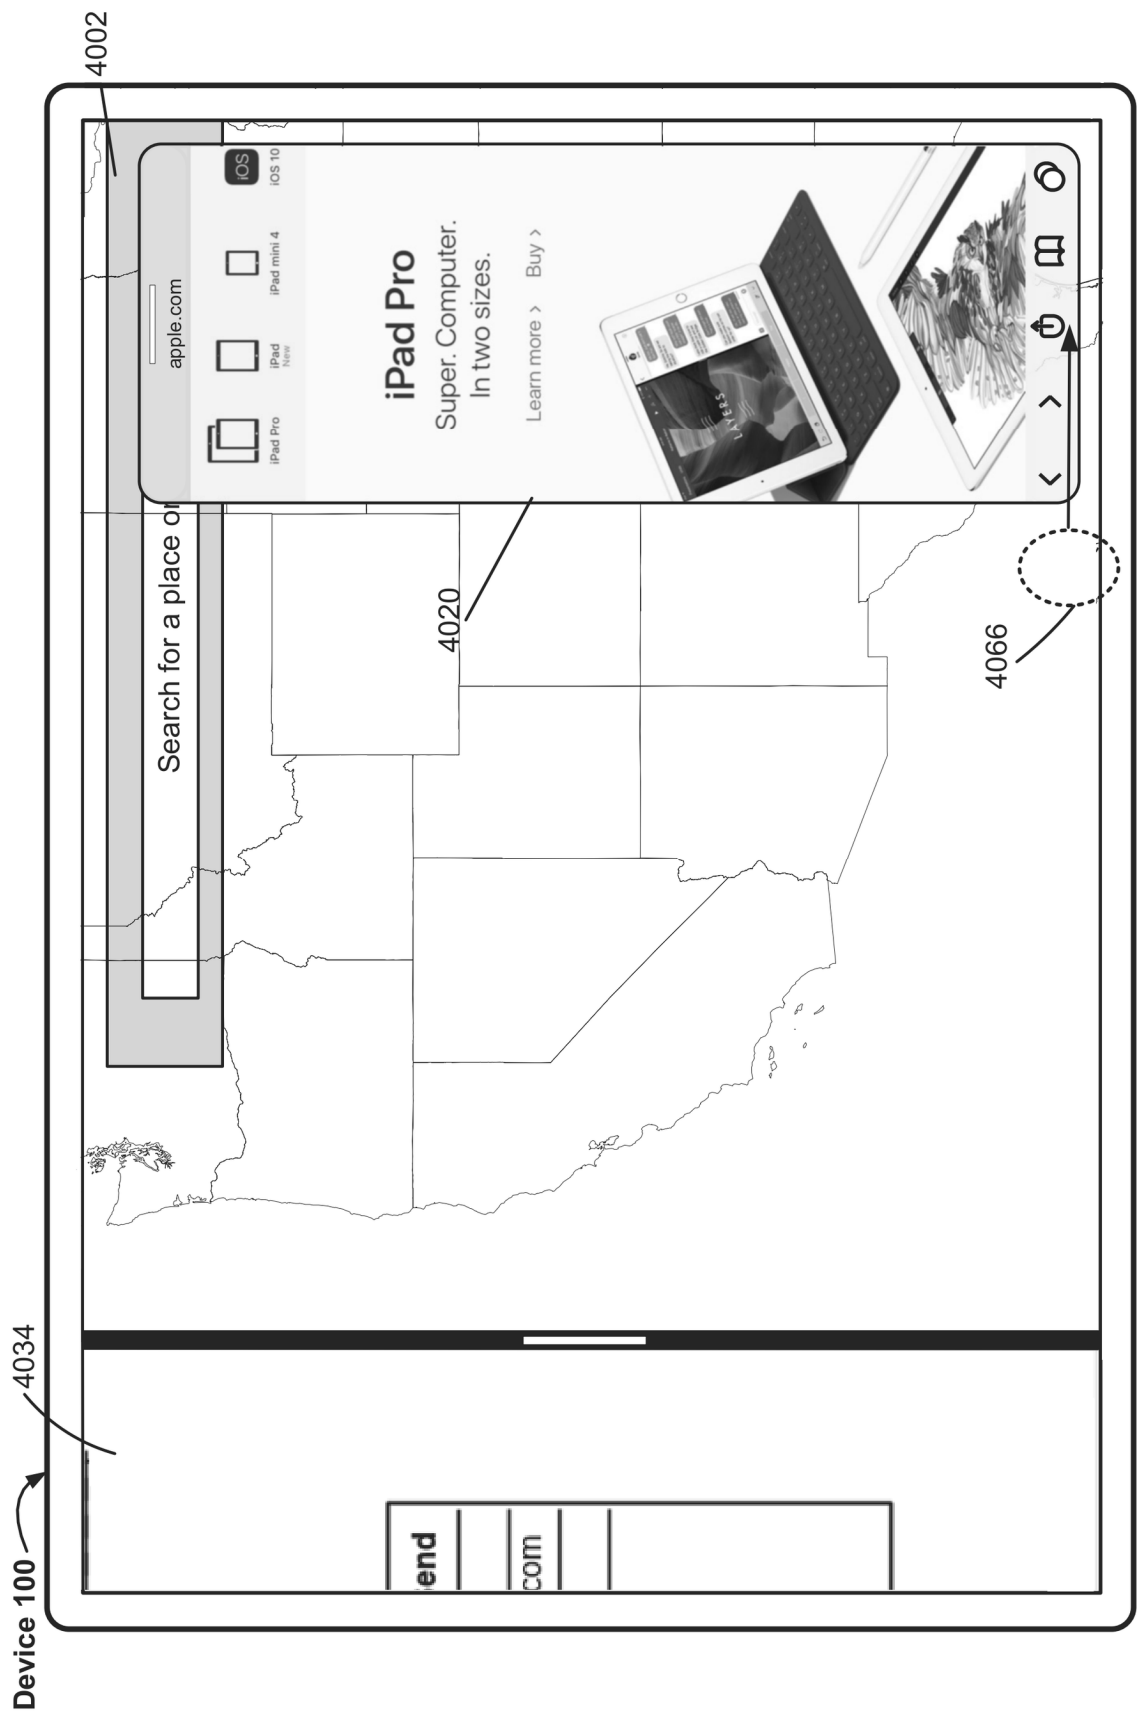 Device 100
4034
4002
Search for a place or
apple.com
iPad Pro
iPad
New
iPad mini 4
iOS
iOS 10
iPad Pro
Super. Computer.
In two sizes.
Learn more > Buy >
LAYERS
4020
4066
end
com